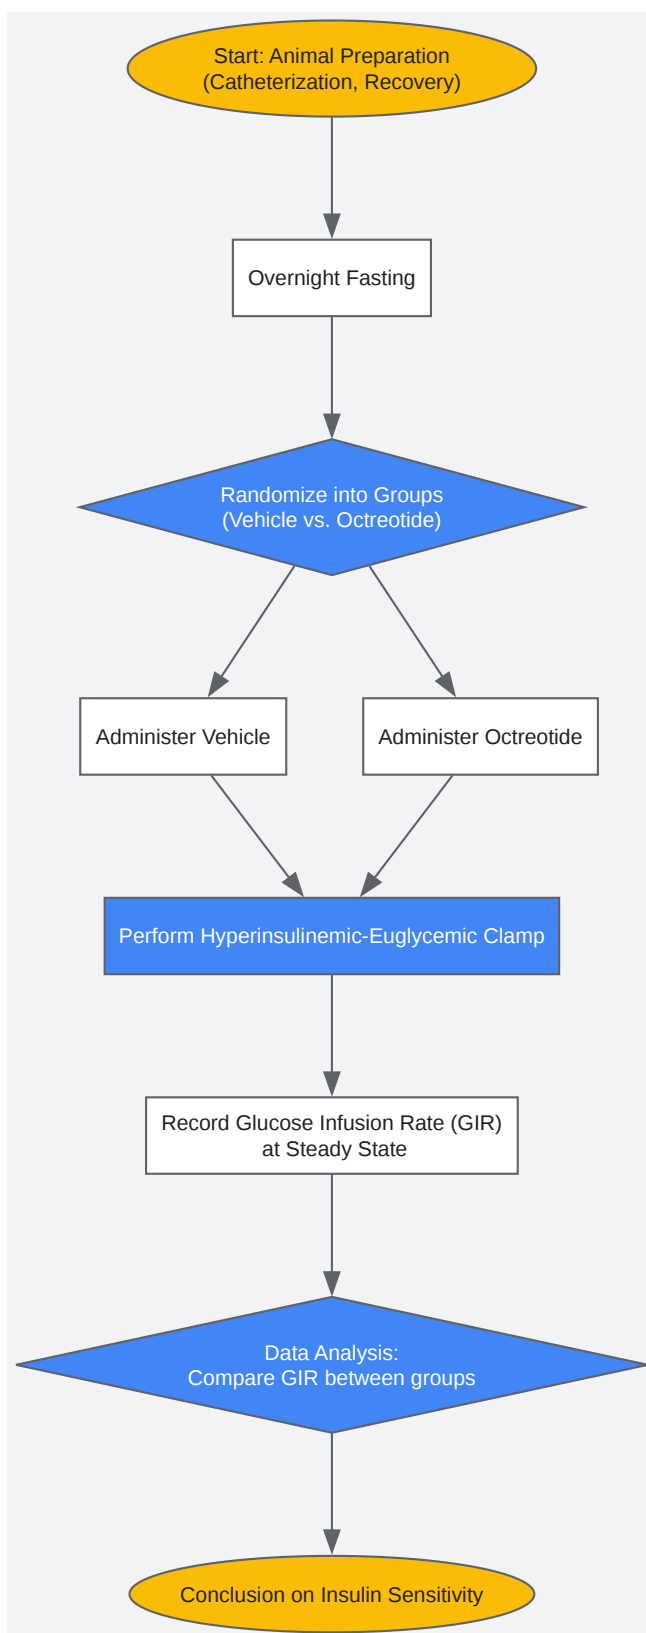 Start: Animal Preparation
(Catheterization, Recovery)
Overnight Fasting
Randomize into Groups
(Vehicle vs. Octreotide)
Administer Vehicle
Administer Octreotide
Perform Hyperinsulinemic-Euglycemic Clamp
Record Glucose Infusion Rate (GIR)
at Steady State
Data Analysis:
Compare GIR between groups
Conclusion on Insulin Sensitivity